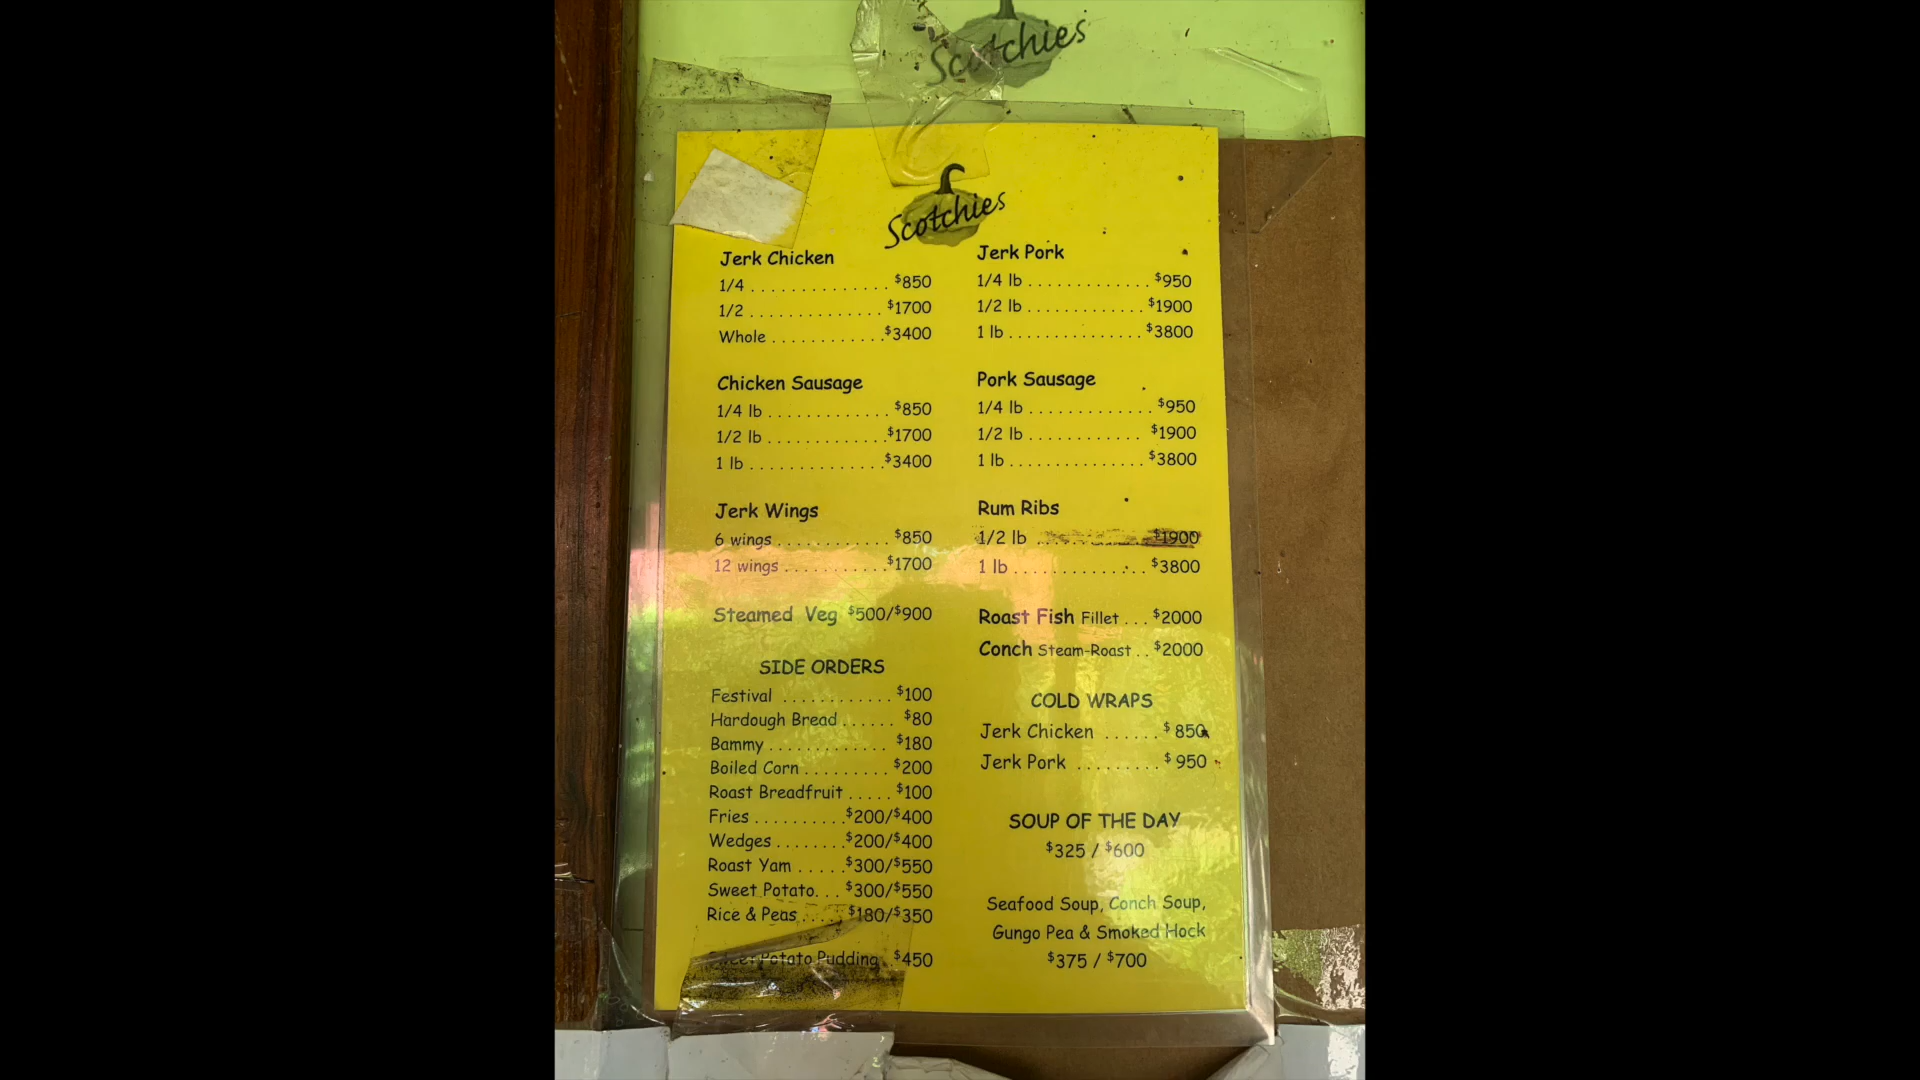 Scotchies
Scotchies
Jerk Chicken
1/4 .............. $850
1/2 ............. $1700
Whole ............ $3400
Chicken Sausage
1/4 lb ............. $850
1/2 lb ............ $1700
1 lb .............. $3400
Jerk Wings
6 wings ............ $850
12 wings ........... $1700
Steamed Veg $500/$900
SIDE ORDERS
Festival ........... $100
Hardough Bread ...... $80
Bammy ............. $180
Boiled Corn ......... $200
Roast Breadfruit ..... $100
Fries .......... $200/$400
Wedges ........ $200/$400
Roast Yam ..... $300/$550
Sweet Potato... $300/$550
Rice & Peas .... $180/$350
Sweet Potato Pudding .. $450
Jerk Pork
1/4 lb ............. $950
1/2 lb ............ $1900
1 lb .............. $3800
Pork Sausage
1/4 lb ............. $950
1/2 lb ............ $1900
1 lb .............. $3800
Rum Ribs
1/2 lb ............ $1900
1 lb .............. $3800
Roast Fish Fillet ... $2000
Conch Steam-Roast .. $2000
COLD WRAPS
Jerk Chicken ...... $ 850
Jerk Pork ......... $ 950
SOUP OF THE DAY
$325 / $600
Seafood Soup, Conch Soup,
Gungo Pea & Smoked Hock
$375 / $700